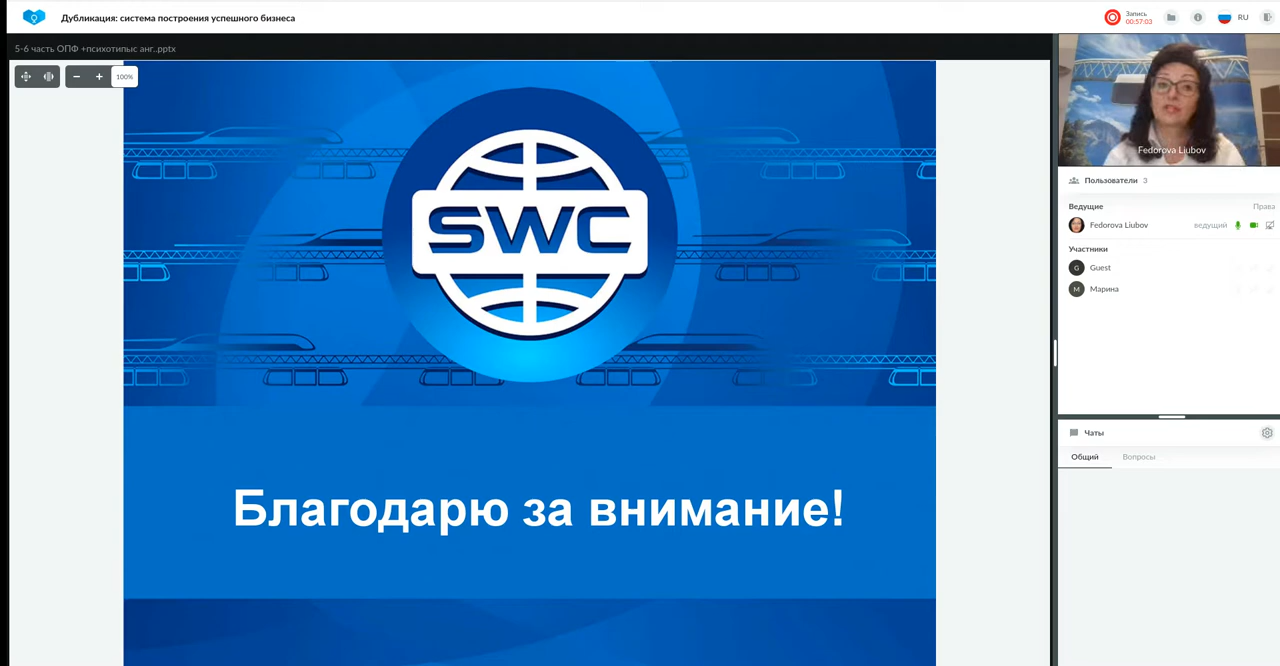 Дубликация: система построения успешного бизнеса
Запись
00:57:03
RU
5-6 часть ОПФ +психотипыс анг..pptx
100%
SWC
Благодарю за внимание!
Fedorova Liubov
Пользователи 3
Ведущие
Права
Fedorova Liubov
ведущий
Участники
G
Guest
М
Марина
Чаты
Общий
Вопросы